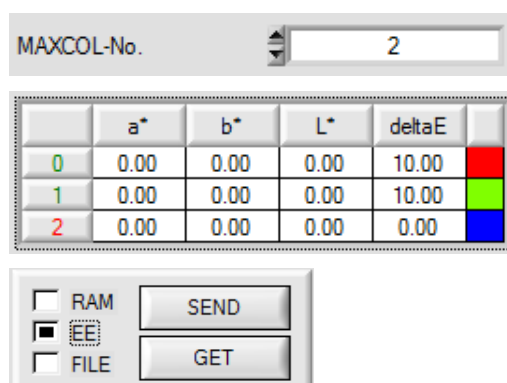 MAXCOL-No. 2
a* b* L* deltaE
0 0.00 0.00 0.00 10.00
1 0.00 0.00 0.00 10.00
2 0.00 0.00 0.00 0.00
RAM SEND
EE
FILE GET